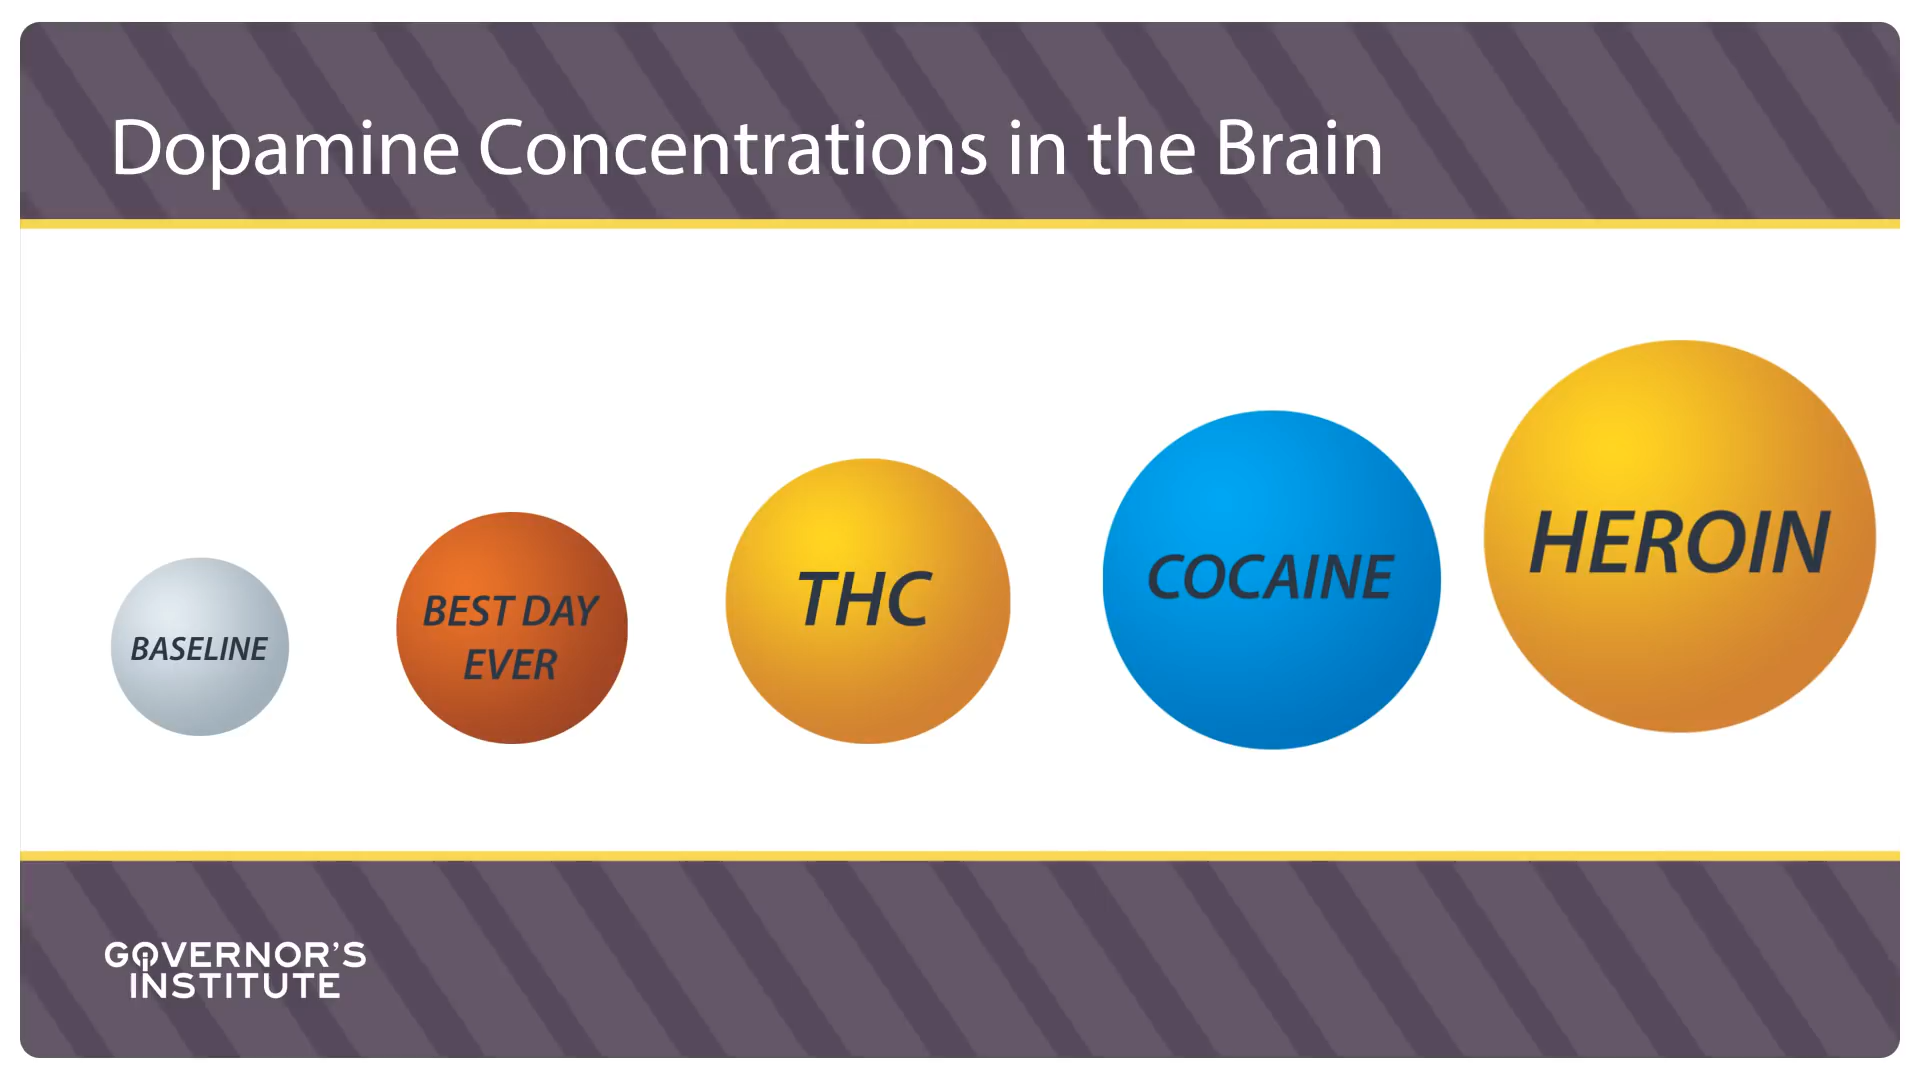 Dopamine Concentrations in the Brain
BASELINE
BEST DAY
EVER
THC
COCAINE
HEROIN
GOVERNOR'S
INSTITUTE